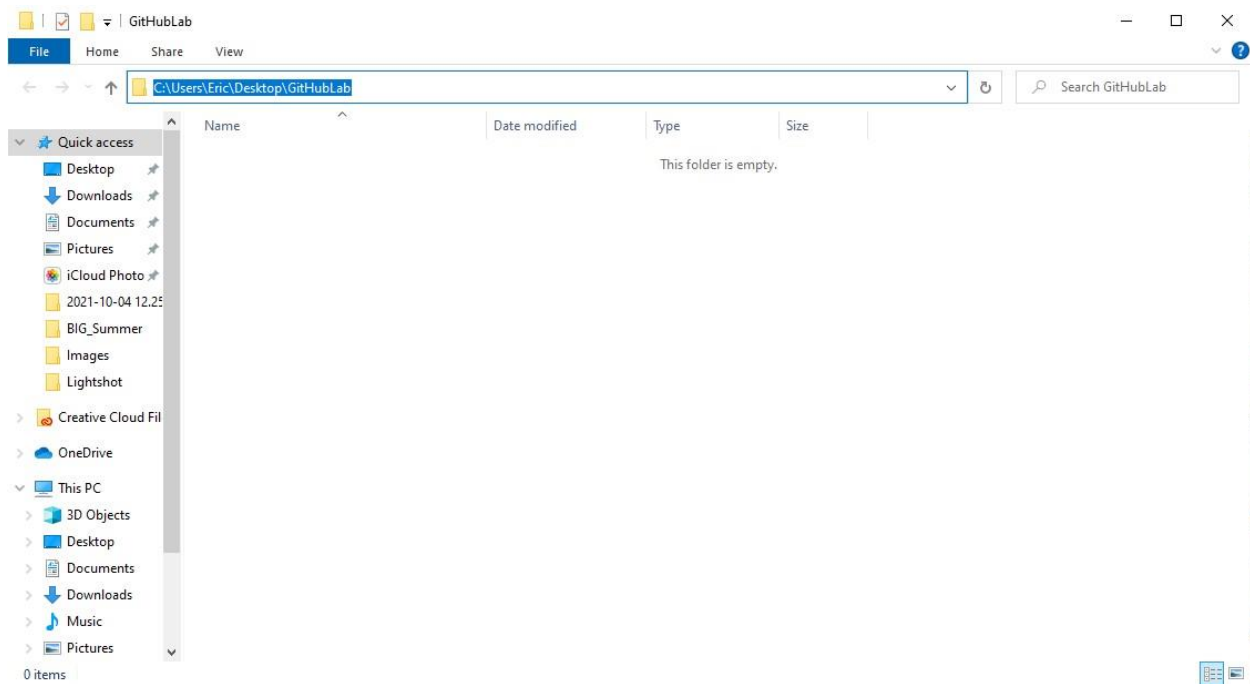 GitHubLab
File Home Share View
C:\Users\Eric\Desktop\GitHubLab
Search GitHubLab
Name Date modified Type Size
This folder is empty.
Quick access
Desktop
Downloads
Documents
Pictures
iCloud Photo
2021-10-04 12.25
BIG_Summer
Images
Lightshot
Creative Cloud Fil
OneDrive
This PC
3D Objects
Desktop
Documents
Downloads
Music
Pictures
0 items